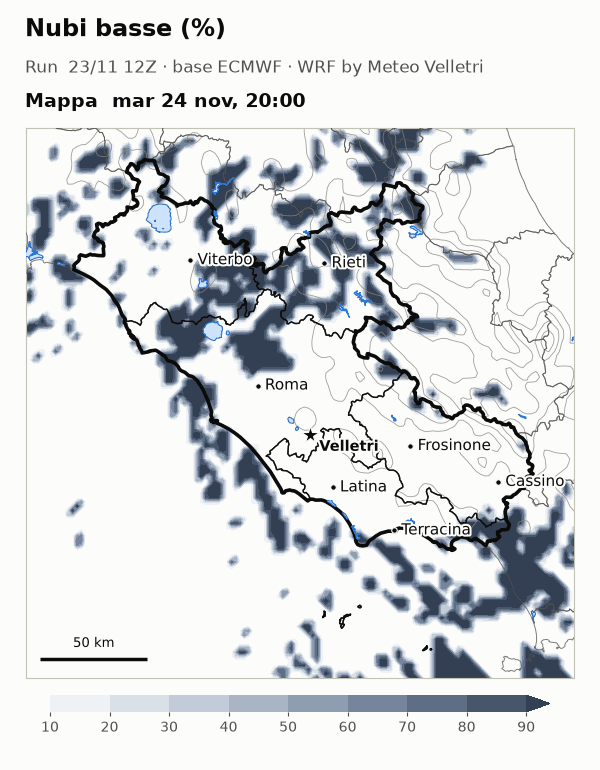 Nubi basse (%)
Run 23/11 12Z · base ECMWF · WRF by Meteo Velletri
Mappa mar 24 nov, 20:00
Viterbo
Rieti
Roma
Velletri
Frosinone
Cassino
Latina
Terracina
50 km
10 20 30 40 50 60 70 80 90